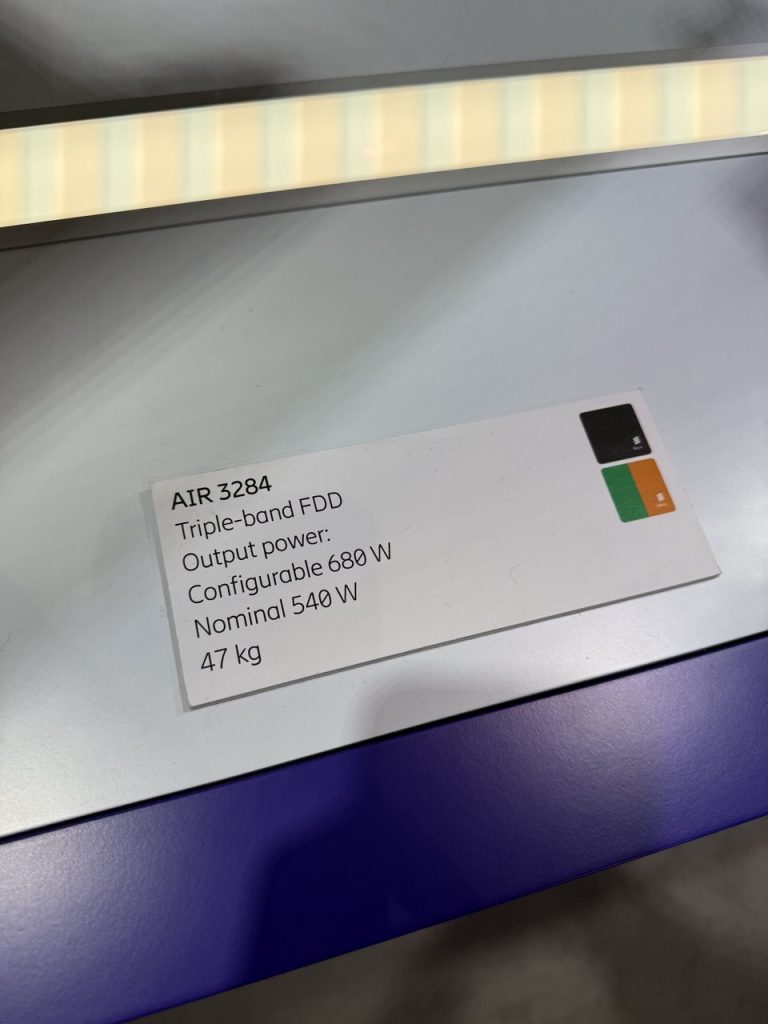 AIR 3284
Triple-band FDD
Output power:
Configurable 680 W
Nominal 540 W
47 kg